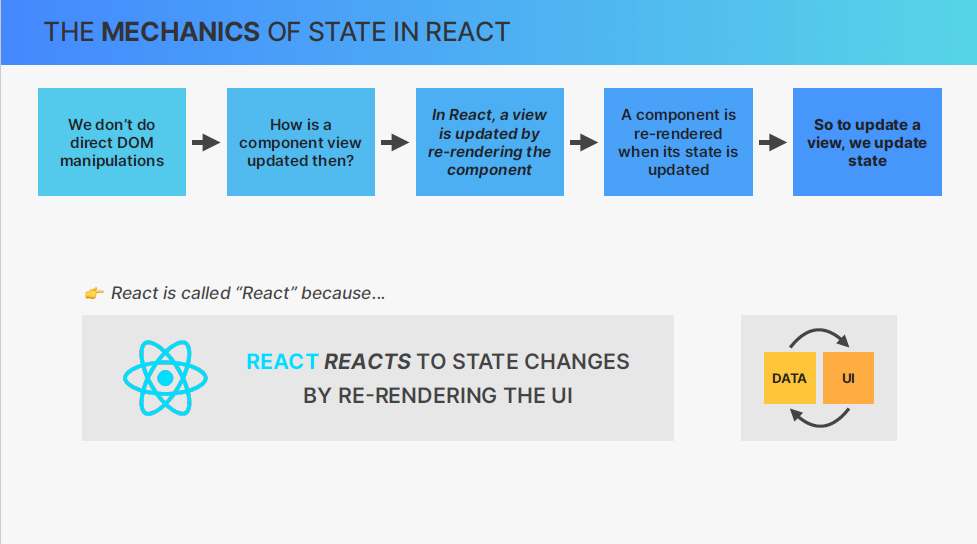 THE MECHANICS OF STATE IN REACT
We don’t do
direct DOM
manipulations
How is a
component view
updated then?
In React, a view
is updated by
re-rendering the
component
A component is
re-rendered
when its state is
updated
So to update a
view, we update
state
👉 React is called “React” because…
REACT REACTS TO STATE CHANGES
BY RE-RENDERING THE UI
DATA
UI